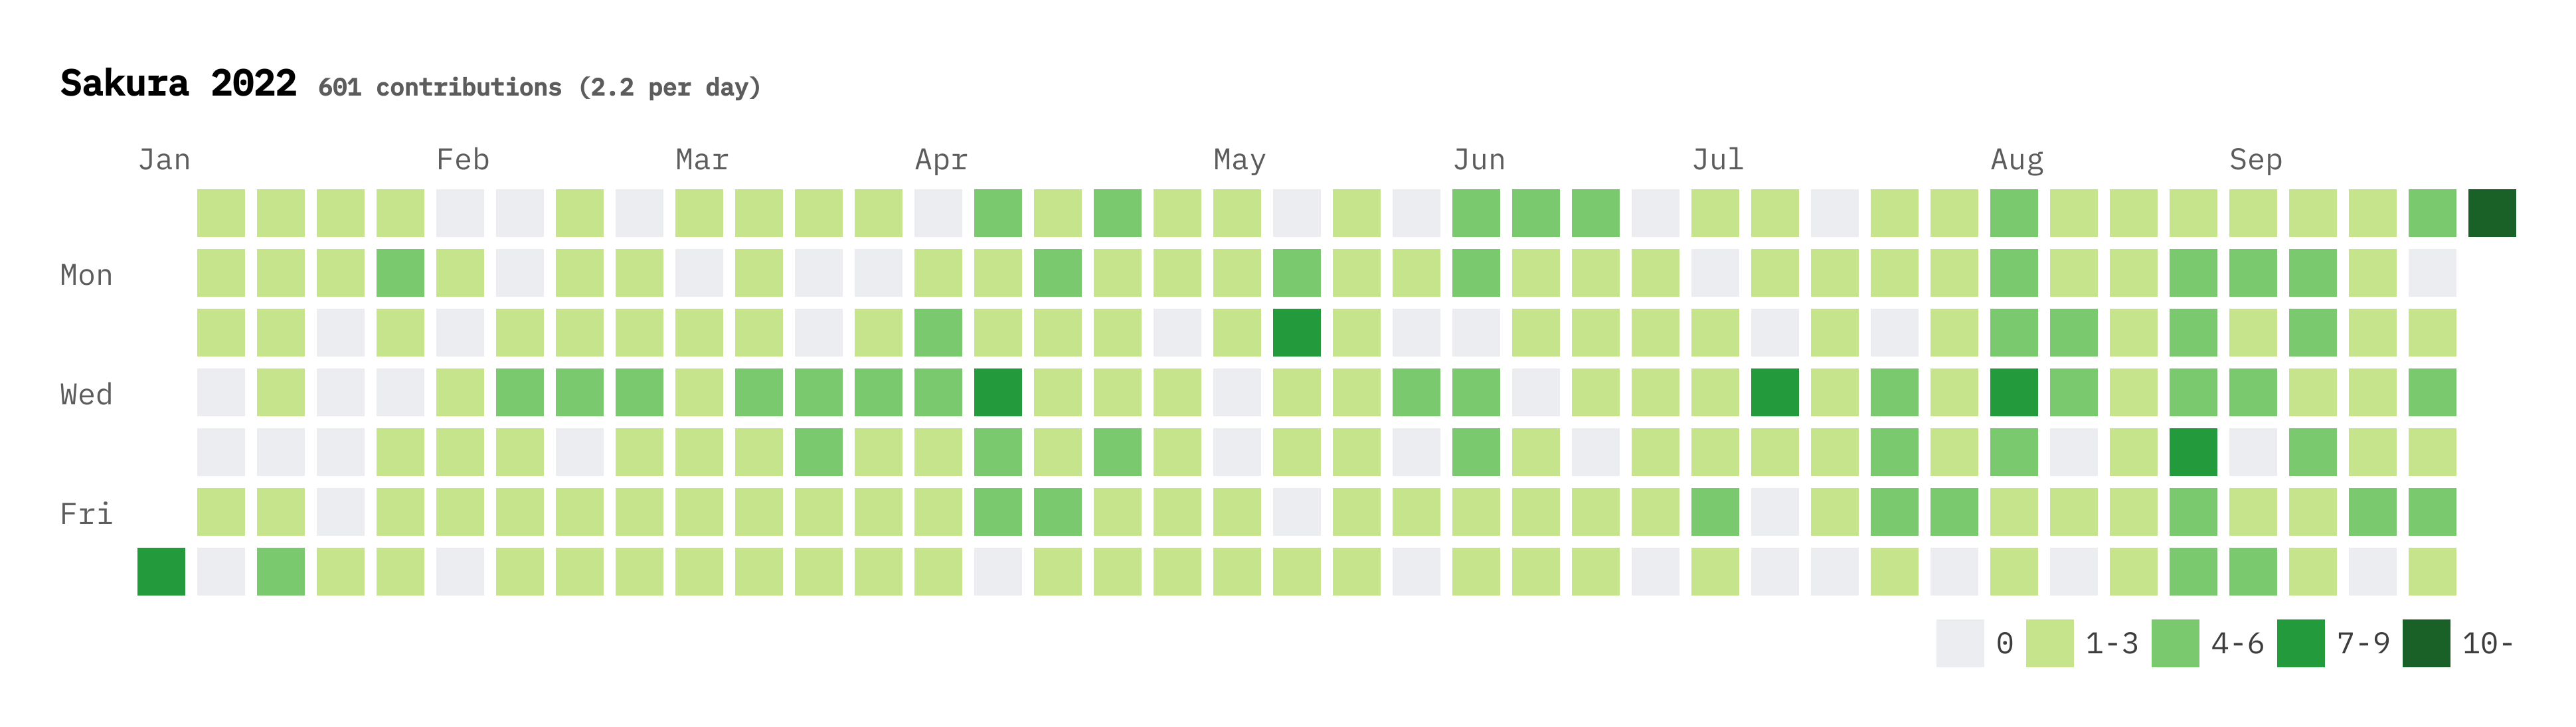 Sakura 2022 601 contributions (2.2 per day)
Jan Feb Mar Apr May Jun Jul Aug Sep
Mon
Wed
Fri
0 1-3 4-6 7-9 10-